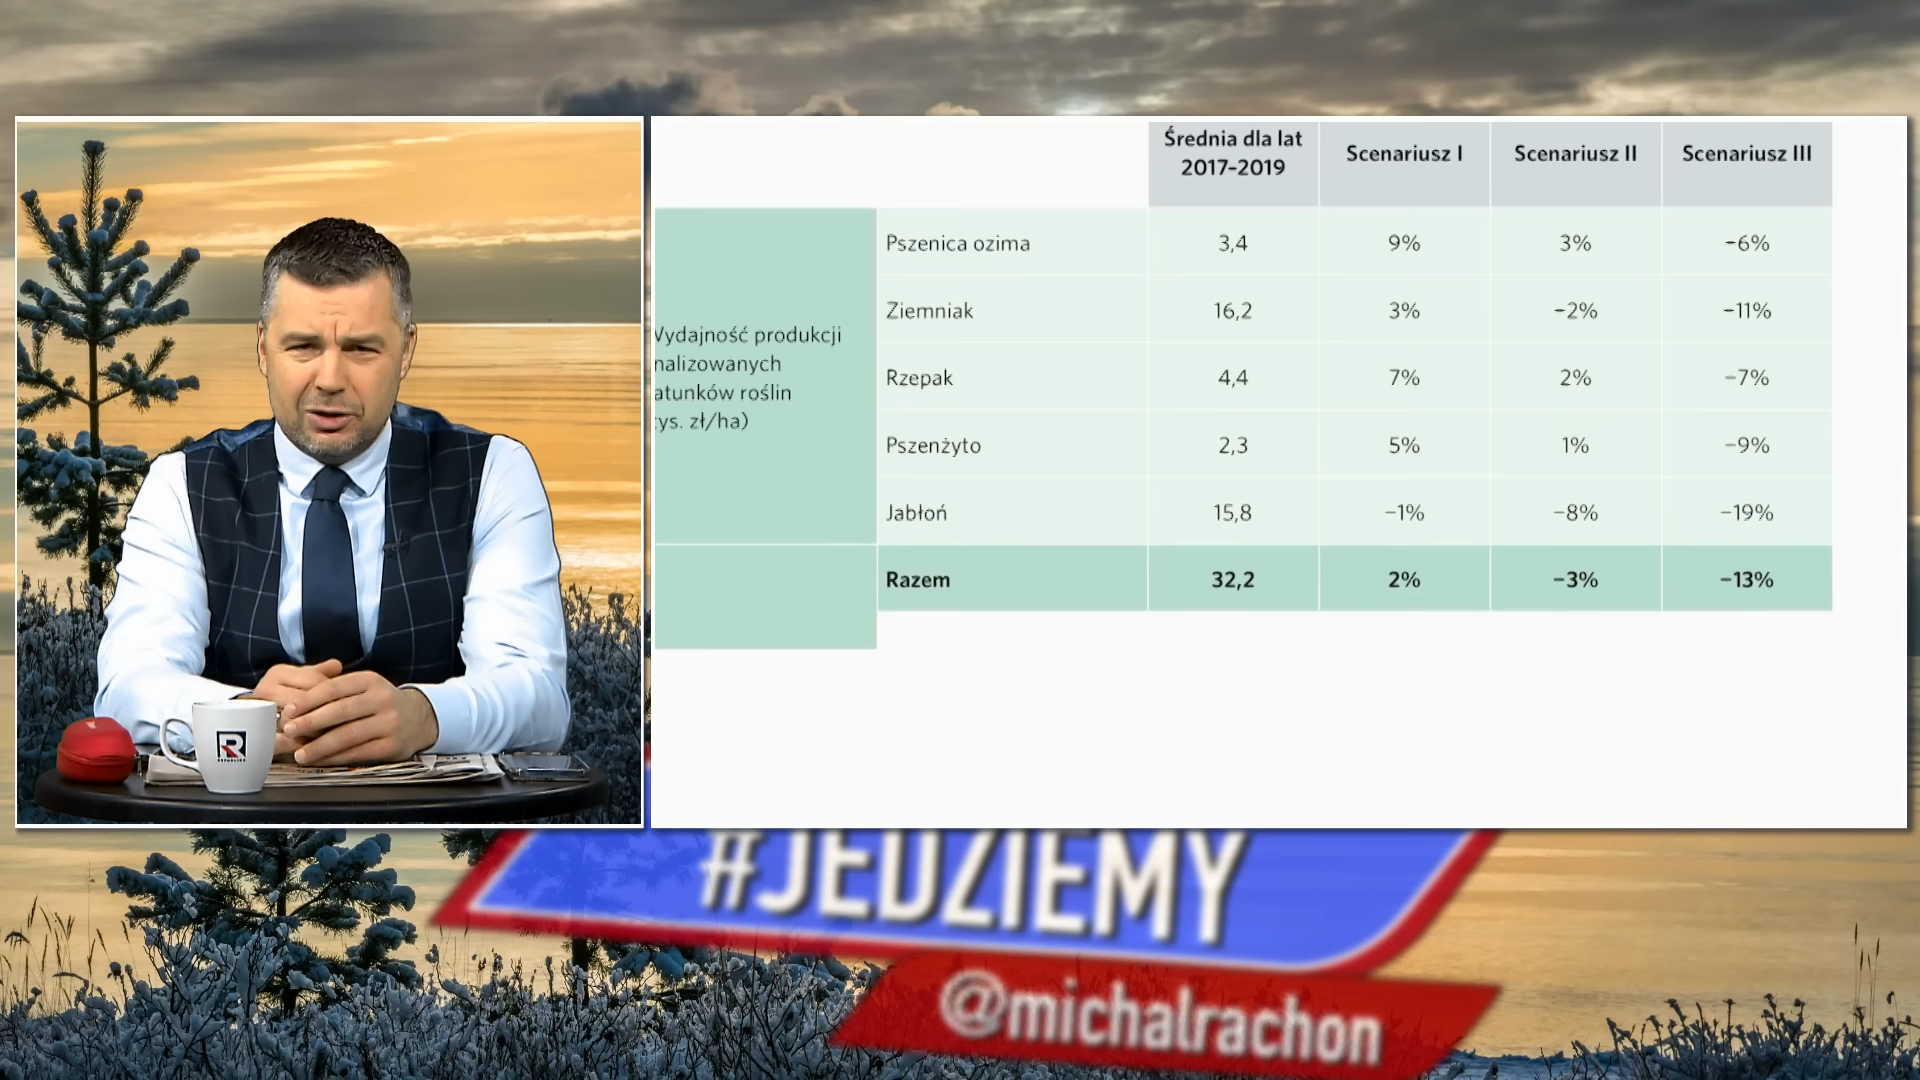 Średnia dla lat
2017–2019
Scenariusz I
Scenariusz II
Scenariusz III
Wydajność produkcji
nalizowanych
atunków roślin
ys. zł/ha)
Pszenica ozima 3,4 9% 3% −6%
Ziemniak 16,2 3% −2% −11%
Rzepak 4,4 7% 2% −7%
Pszenżyto 2,3 5% 1% −9%
Jabłoń 15,8 −1% −8% −19%
Razem 32,2 2% −3% −13%
R
REPUBLIKA
#JEDZIEMY
@michalrachon